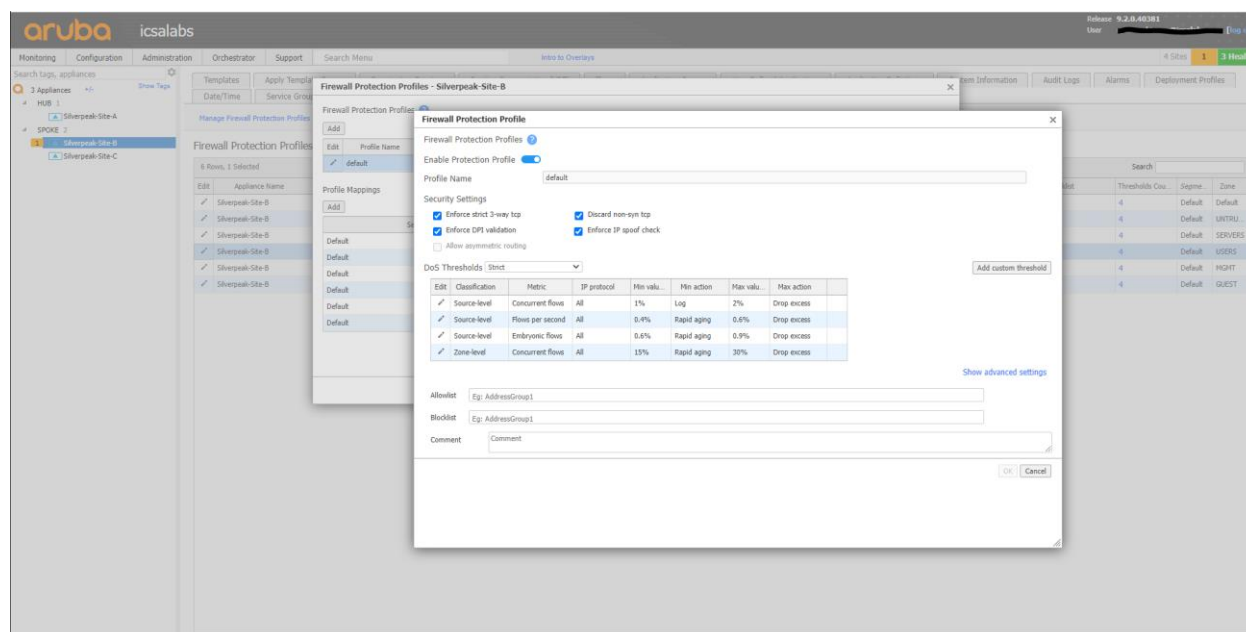 aruba icsalabs
Release 9.2.0.40381
User
Monitoring Configuration Administration Orchestrator Support Search Menu Intro to Overlays 4 Sites 1 3 Heal
Search tags, appliances
3 Appliances +/- Show Tags
HUB 1
Silverpeak-Site-A
SPOKE 2
1 Silverpeak-Site-B
Silverpeak-Site-C
Templates Apply Templa
Audit Logs Alarms Deployment Profiles
Date/Time Service Group
Manage Firewall Protection Profiles
Firewall Protection Profiles
6 Rows, 1 Selected Search
Edit Appliance Name Thresholds Cou... Segme... Zone
Silverpeak-Site-B 4 Default Default
Silverpeak-Site-B 4 Default UNTRU...
Silverpeak-Site-B 4 Default SERVERS
Silverpeak-Site-B 4 Default USERS
Silverpeak-Site-B 4 Default MGMT
Silverpeak-Site-B 4 Default GUEST
Firewall Protection Profiles - Silverpeak-Site-B
Firewall Protection Profiles
Add
Edit Profile Name
default
Profile Mappings
Add
Default
Default
Default
Default
Default
Default
Firewall Protection Profile
Firewall Protection Profiles
Enable Protection Profile
Profile Name default
Security Settings
Enforce strict 3-way tcp Discard non-syn tcp
Enforce DPI validation Enforce IP spoof check
Allow asymmetric routing
DoS Thresholds Strict Add custom threshold
Edit Classification Metric IP protocol Min valu... Min action Max valu... Max action
Source-level Concurrent flows All 1% Log 2% Drop excess
Source-level Flows per second All 0.4% Rapid aging 0.6% Drop excess
Source-level Embryonic flows All 0.6% Rapid aging 0.9% Drop excess
Zone-level Concurrent flows All 15% Rapid aging 30% Drop excess
Show advanced settings
Allowlist Eg: AddressGroup1
Blocklist Eg: AddressGroup1
Comment Comment
OK Cancel